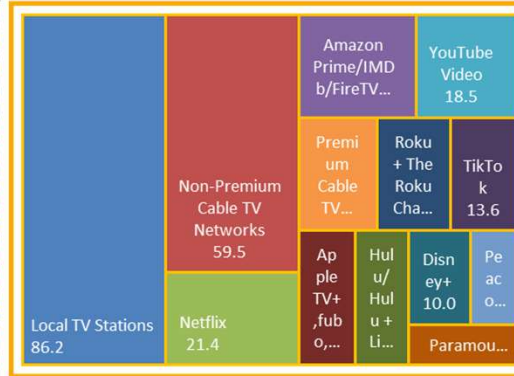 Local TV Stations
86.2
Non-Premium
Cable TV
Networks
59.5
Netflix
21.4
Amazon
Prime/IMD
b/FireTV...
YouTube
Video
18.5
Premi
um
Cable
TV...
Roku
+ The
Roku
Cha...
TikTo
k
13.6
Ap
ple
TV+
,fub
o,...
Hul
u/
Hul
u +
Li...
Disn
ey+
10.0
Pe
aco...
Paramou...